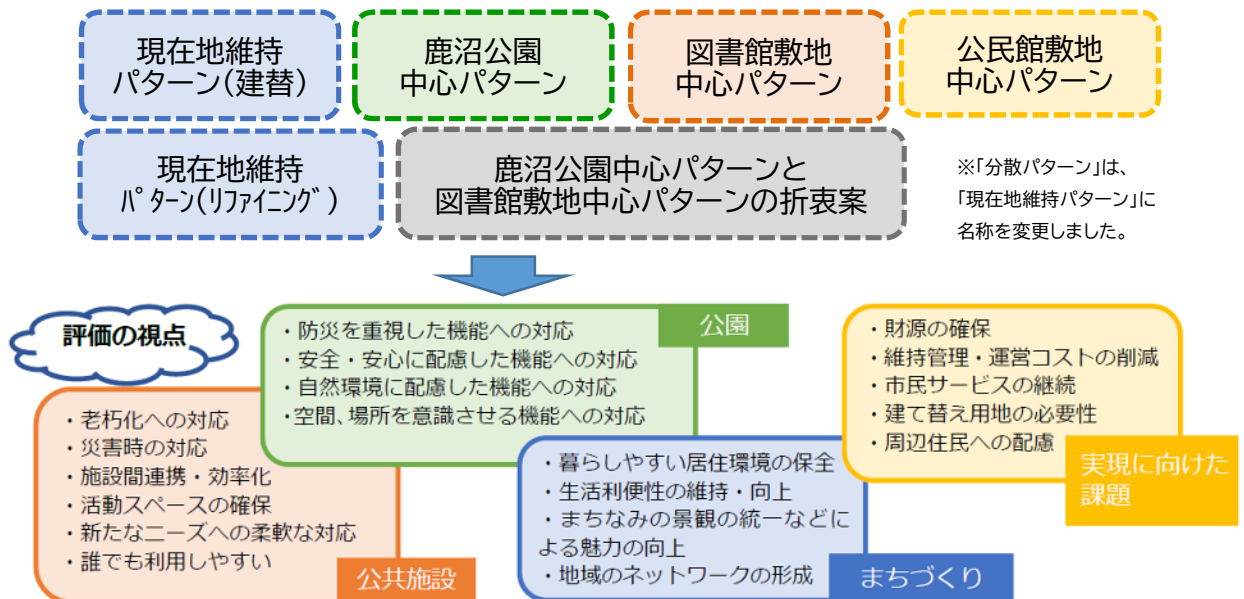 現在地維持
パターン(建替)
鹿沼公園
中心パターン
図書館敷地
中心パターン
公民館敷地
中心パターン
現在地維持
ﾊﾟﾀｰﾝ(ﾘﾌｧｲﾆﾝｸﾞ)
鹿沼公園中心パターンと
図書館敷地中心パターンの折衷案
※「分散パターン」は、
「現在地維持パターン」に
名称を変更しました。
評価の視点
・防災を重視した機能への対応
・安全・安心に配慮した機能への対応
・自然環境に配慮した機能への対応
・空間、場所を意識させる機能への対応
公園
・財源の確保
・維持管理・運営コストの削減
・市民サービスの継続
・建て替え用地の必要性
・周辺住民への配慮
実現に向けた
課題
・老朽化への対応
・災害時の対応
・施設間連携・効率化
・活動スペースの確保
・新たなニーズへの柔軟な対応
・誰でも利用しやすい
公共施設
・暮らしやすい居住環境の保全
・生活利便性の維持・向上
・まちなみの景観の統一などに
よる魅力の向上
・地域のネットワークの形成
まちづくり